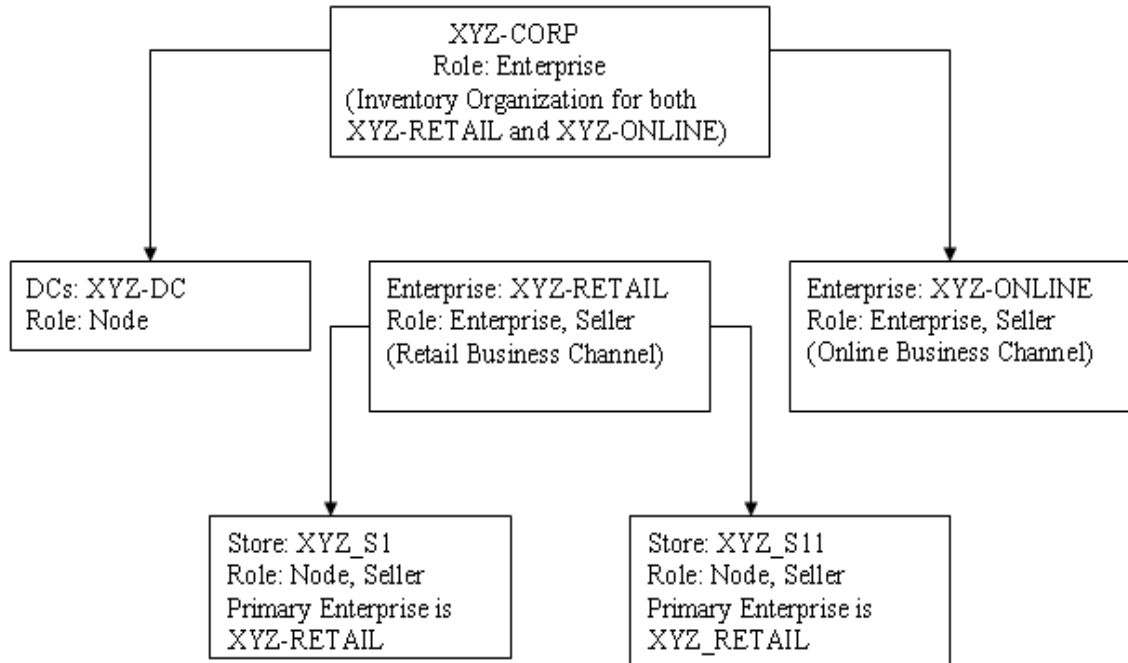 XYZ-CORP
Role: Enterprise
(Inventory Organization for both
XYZ-RETAIL and XYZ-ONLINE)
DCs: XYZ-DC
Role: Node
Enterprise: XYZ-RETAIL
Role: Enterprise, Seller
(Retail Business Channel)
Enterprise: XYZ-ONLINE
Role: Enterprise, Seller
(Online Business Channel)
Store: XYZ_S1
Role: Node, Seller
Primary Enterprise is
XYZ-RETAIL
Store: XYZ_S11
Role: Node, Seller
Primary Enterprise is
XYZ_RETAIL